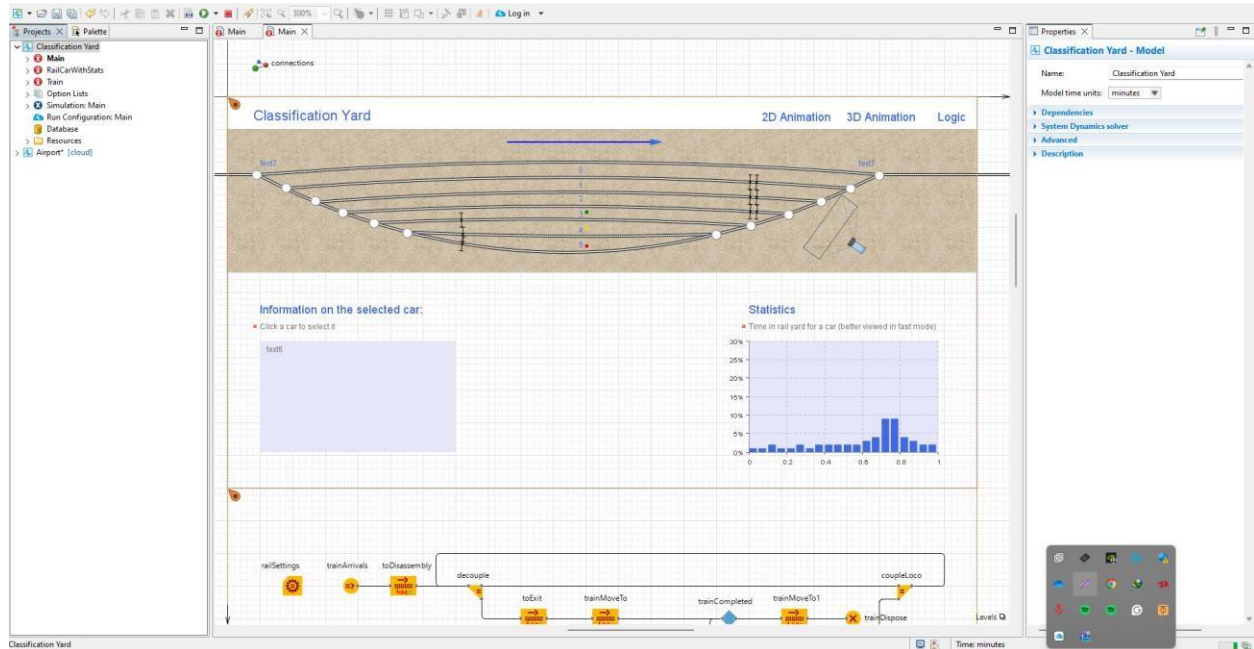 300%
Log in
Projects
Palette
Classification Yard
Main
RailCarWithStats
Train
Option Lists
Simulation: Main
Run Configuration: Main
Database
Resources
Airport* [cloud]
Main
Main
connections
Classification Yard
2D Animation
3D Animation
Logic
text7
text7
0
1
2
3
4
5
Information on the selected car:
Click a car to select it
text6
Statistics
Time in rail yard for a car (better viewed in fast mode)
30%
25%
20%
15%
10%
5%
0%
0 0.2 0.4 0.6 0.8 1
railSettings
trainArrivals
toDisassembly
decouple
coupleLoco
toExit
trainMoveTo
trainCompleted
trainMoveTo1
trainDispose
Levels
Properties
Classification Yard - Model
Name: Classification Yard
Model time units: minutes
Dependencies
System Dynamics solver
Advanced
Description
Classification Yard
Time: minutes